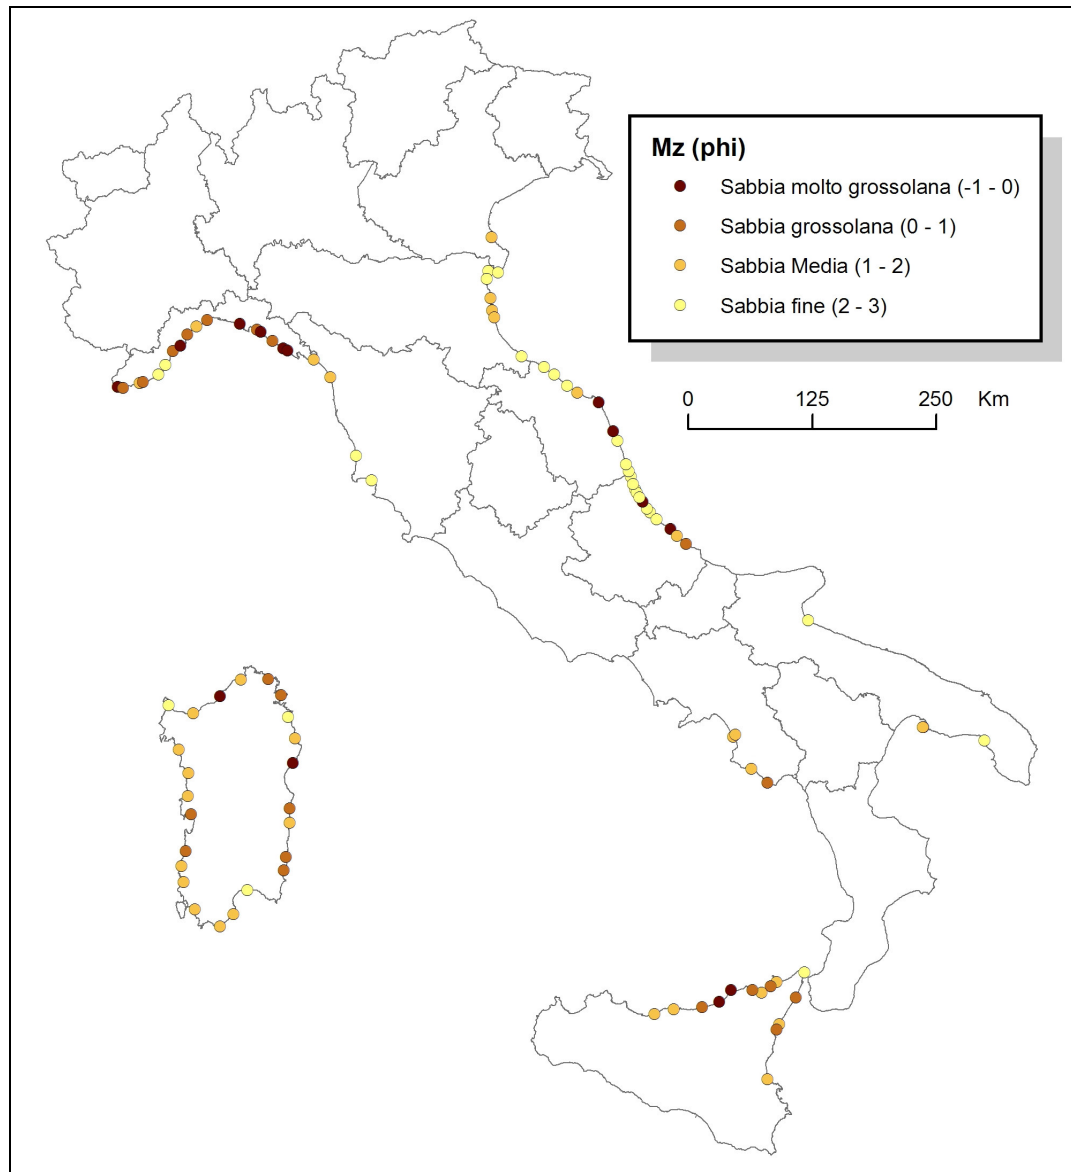 Mz (phi)
Sabbia molto grossolana (-1 - 0)
Sabbia grossolana (0 - 1)
Sabbia Media (1 - 2)
Sabbia fine (2 - 3)
0 125 250 Km